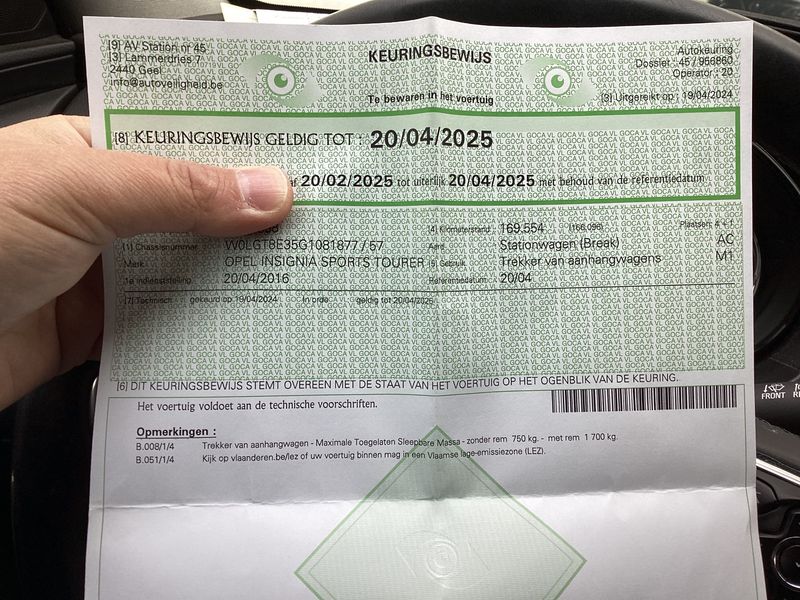 [9] AV Station nr 45
[3] Lammerdries 7
2440 Geel
info@autoveiligheid.be
KEURINGSBEWIJS
Te bewaren in het voertuig
Autokeuring
Dossier : 45 / 956860
Operator : 20
[3] Uitgereikt op : 19/04/2024
[8] KEURINGSBEWIJS GELDIG TOT : 20/04/2025
20/02/2025 tot uiterlijk 20/04/2025 met behoud van de referentiedatum
[4] Kilometerstand 169.554 (166.096) Plaatsen: 4 + 1
[1] Chassisnummer W0LGT8E35G1081877 / 57 Aard Stationwagen (Break) AC
Merk OPEL INSIGNIA SPORTS TOURER [5] Gebruik Trekker van aanhangwagens M1
1e indienststelling 20/04/2016 Referentiedatum 20/04
[7] Technisch gekeurd op 19/04/2024 In orde geldig tot 20/04/2025
[6] DIT KEURINGSBEWIJS STEMT OVEREEN MET DE STAAT VAN HET VOERTUIG OP HET OGENBLIK VAN DE KEURING.
Het voertuig voldoet aan de technische voorschriften.
Opmerkingen :
B.008/1/4 Trekker van aanhangwagen - Maximale Toegelaten Sleepbare Massa - zonder rem 750 kg. - met rem 1 700 kg.
B.051/1/4 Kijk op vlaanderen.be/lez of uw voertuig binnen mag in een Vlaamse lage-emissiezone (LEZ).
FRONT